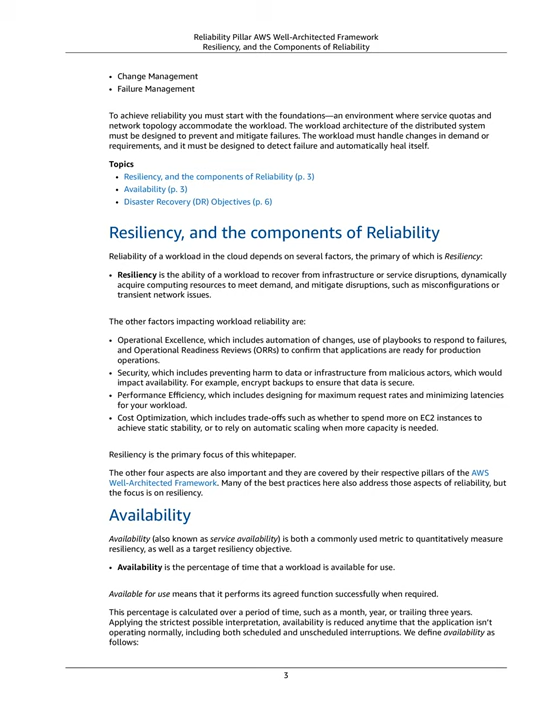 Reliability Pillar AWS Well-Architected Framework
Resiliency, and the Components of Reliability
• Change Management
• Failure Management
To achieve reliability you must start with the foundations—an environment where service quotas and
network topology accommodate the workload. The workload architecture of the distributed system
must be designed to prevent and mitigate failures. The workload must handle changes in demand or
requirements, and it must be designed to detect failure and automatically heal itself.
Topics
• Resiliency, and the components of Reliability (p. 3)
• Availability (p. 3)
• Disaster Recovery (DR) Objectives (p. 6)
Resiliency, and the components of Reliability
Reliability of a workload in the cloud depends on several factors, the primary of which is Resiliency:
• Resiliency is the ability of a workload to recover from infrastructure or service disruptions, dynamically
acquire computing resources to meet demand, and mitigate disruptions, such as misconfigurations or
transient network issues.
The other factors impacting workload reliability are:
• Operational Excellence, which includes automation of changes, use of playbooks to respond to failures,
and Operational Readiness Reviews (ORRs) to confirm that applications are ready for production
operations.
• Security, which includes preventing harm to data or infrastructure from malicious actors, which would
impact availability. For example, encrypt backups to ensure that data is secure.
• Performance Efficiency, which includes designing for maximum request rates and minimizing latencies
for your workload.
• Cost Optimization, which includes trade-offs such as whether to spend more on EC2 instances to
achieve static stability, or to rely on automatic scaling when more capacity is needed.
Resiliency is the primary focus of this whitepaper.
The other four aspects are also important and they are covered by their respective pillars of the AWS
Well-Architected Framework. Many of the best practices here also address those aspects of reliability, but
the focus is on resiliency.
Availability
Availability (also known as service availability) is both a commonly used metric to quantitatively measure
resiliency, as well as a target resiliency objective.
• Availability is the percentage of time that a workload is available for use.
Available for use means that it performs its agreed function successfully when required.
This percentage is calculated over a period of time, such as a month, year, or trailing three years.
Applying the strictest possible interpretation, availability is reduced anytime that the application isn't
operating normally, including both scheduled and unscheduled interruptions. We define availability as
follows:
3